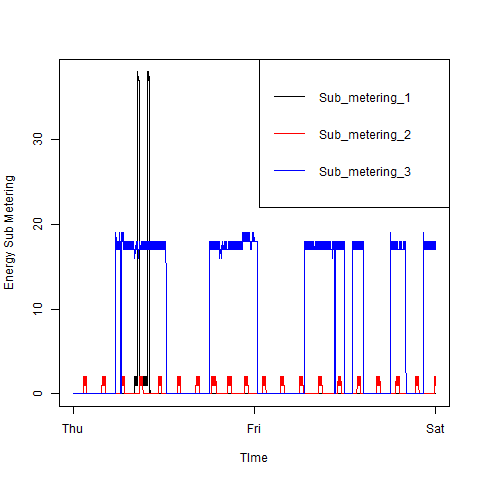 Sub_metering_1
Sub_metering_2
Sub_metering_3
Energy Sub Metering
30
20
10
0
Thu
Fri
Sat
TIme